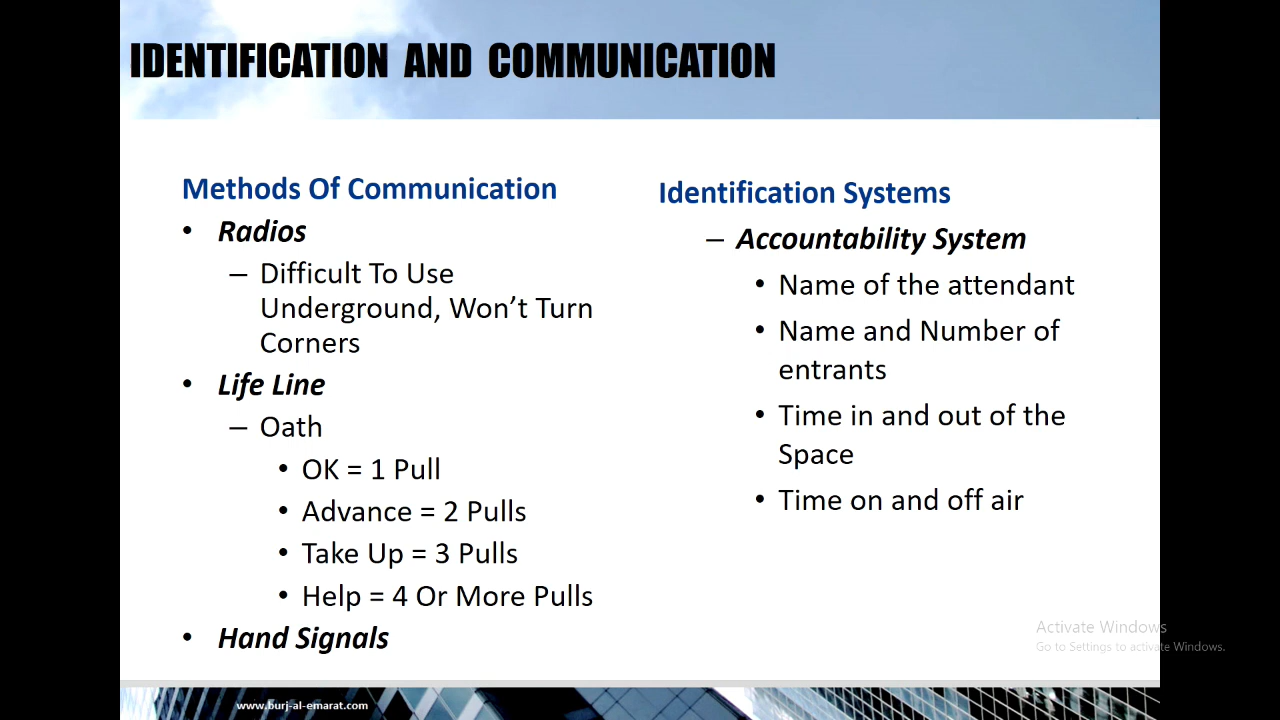 IDENTIFICATION AND COMMUNICATION
Methods Of Communication
• Radios
– Difficult To Use
Underground, Won’t Turn
Corners
• Life Line
– Oath
• OK = 1 Pull
• Advance = 2 Pulls
• Take Up = 3 Pulls
• Help = 4 Or More Pulls
• Hand Signals
Identification Systems
– Accountability System
• Name of the attendant
• Name and Number of
entrants
• Time in and out of the
Space
• Time on and off air
Activate Windows
Go to Settings to activate Windows.
www.burj-al-emarat.com